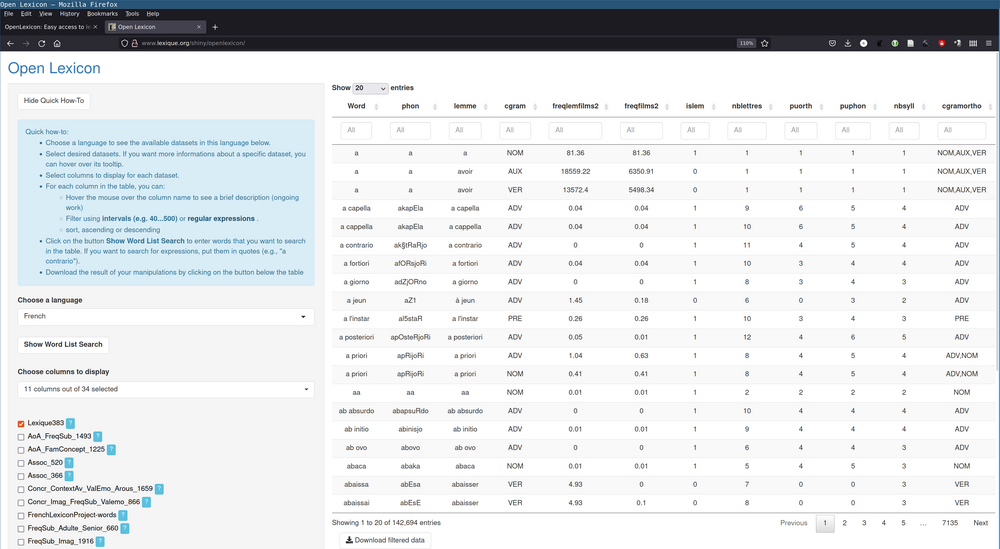 Open Lexicon — Mozilla Firefox
File Edit View History Bookmarks Tools Help
OpenLexicon: Easy access to le × Open Lexicon ×
www.lexique.org/shiny/openlexicon/ 110%
Open Lexicon
Hide Quick How-To
Quick how-to:
Choose a language to see the available datasets in this language below.
Select desired datasets. If you want more informations about a specific dataset, you
can hover over its tooltip.
Select columns to display for each dataset.
For each column in the table, you can:
Hover the mouse over the column name to see a brief description (ongoing
work)
Filter using intervals (e.g. 40...500) or regular expressions .
sort, ascending or descending
Click on the button Show Word List Search to enter words that you want to search
in the table. If you want to search for expressions, put them in quotes (e.g., "a
contrario").
Download the result of your manipulations by clicking on the button below the table
Choose a language
French
Show Word List Search
Choose columns to display
11 columns out of 34 selected
Lexique383 ?
AoA_FreqSub_1493 ?
AoA_FamConcept_1225 ?
Assoc_520 ?
Assoc_366 ?
Concr_ContextAv_ValEmo_Arous_1659 ?
Concr_Imag_FreqSub_Valemo_866 ?
FrenchLexiconProject-words ?
FreqSub_Adulte_Senior_660 ?
FreqSub_Imag_1916 ?
Show 20 entries
Word phon lemme cgram freqlemfilms2 freqfilms2 islem nblettres puorth puphon nbsyll cgramortho
All All All All All All All All All All All All
a a a NOM 81.36 81.36 1 1 1 1 1 NOM,AUX,VER
a a avoir AUX 18559.22 6350.91 0 1 1 1 1 NOM,AUX,VER
a a avoir VER 13572.4 5498.34 0 1 1 1 1 NOM,AUX,VER
a capella akapEla a capella ADV 0.04 0.04 1 9 6 5 4 ADV
a cappella akapEla a cappella ADV 0.04 0.04 1 10 6 5 4 ADV
a contrario ak§tRaRjo a contrario ADV 0 0 1 11 4 5 4 ADV
a fortiori afORsjoRi a fortiori ADV 0.04 0.04 1 10 3 4 4 ADV
a giorno adZjORno a giorno ADV 0 0 1 8 3 4 3 ADV
a jeun aZ1 à jeun ADV 1.45 0.18 0 6 0 3 2 ADV
a l'instar al5staR a l'instar PRE 0.26 0.26 1 10 3 4 3 PRE
a posteriori apOsteRjoRi a posteriori ADV 0.05 0.01 1 12 4 6 5 ADV
a priori apRijoRi a priori ADV 1.04 0.63 1 8 4 5 4 ADV,NOM
a priori apRijoRi a priori NOM 0.41 0.41 1 8 4 5 4 ADV,NOM
aa aa aa NOM 0.01 0.01 1 2 2 2 2 NOM
ab absurdo abapsuRdo ab absurdo ADV 0 0 1 10 4 4 4 ADV
ab initio abinisjo ab initio ADV 0.01 0.01 1 9 4 4 4 ADV
ab ovo abovo ab ovo ADV 0 0 1 6 4 4 3 ADV
abaca abaka abaca NOM 0.01 0.01 1 5 4 5 3 NOM
abaissa abEsa abaisser VER 4.93 0 0 7 0 0 3 VER
abaissai abEsE abaisser VER 4.93 0.1 0 8 0 0 3 VER
Showing 1 to 20 of 142,694 entries Previous 1 2 3 4 5 ... 7135 Next
Download filtered data